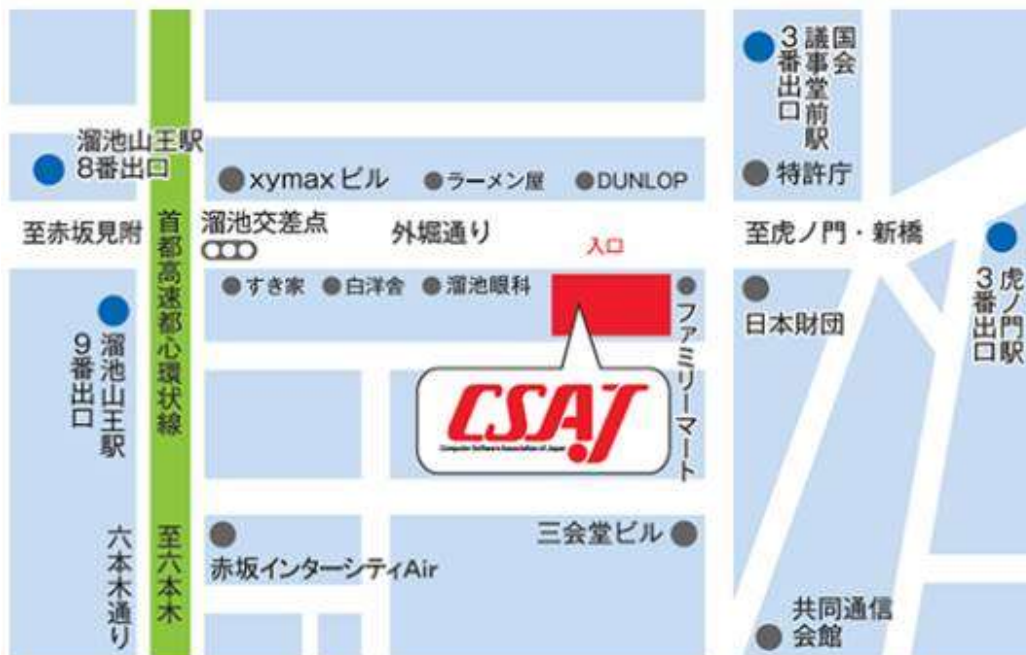 国会
議事堂前駅
3番出口
溜池山王駅
8番出口
xymaxビル
ラーメン屋
DUNLOP
特許庁
至赤坂見附
首都高速都心環状線
溜池交差点
外堀通り
入口
至虎ノ門・新橋
すき家
白洋舎
溜池眼科
ファミリーマート
日本財団
虎ノ門駅
3番出口
溜池山王駅
9番出口
CSAJ
Computer Software Association of Japan
六本木通り
至六本木
赤坂インターシティAir
三会堂ビル
共同通信
会館